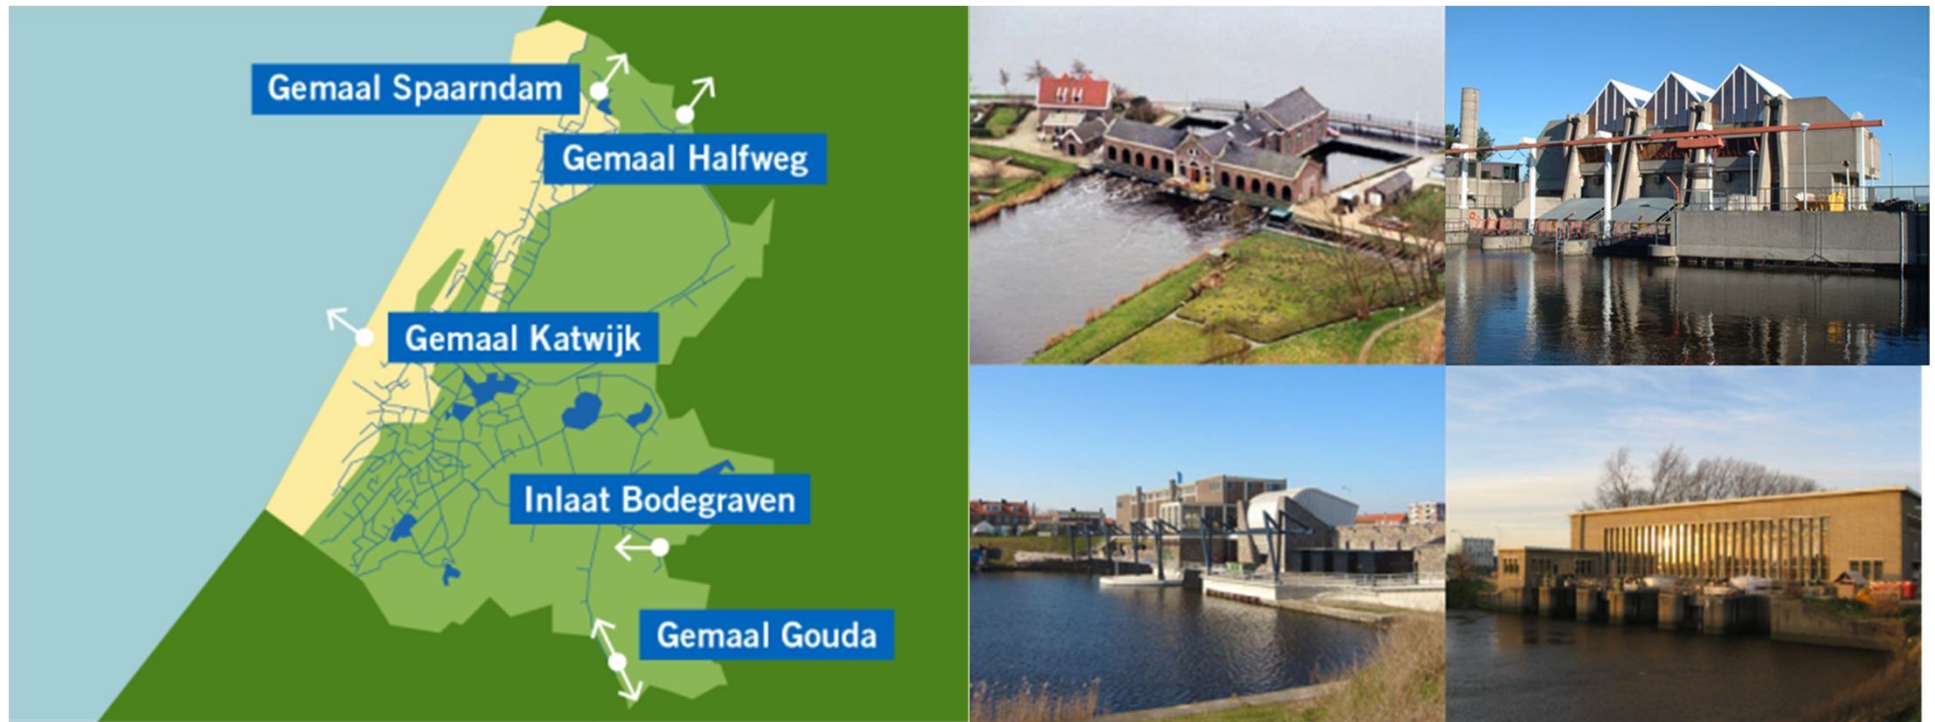 Gemaal Spaarndam
Gemaal Halfweg
Gemaal Katwijk
Inlaat Bodegraven
Gemaal Gouda